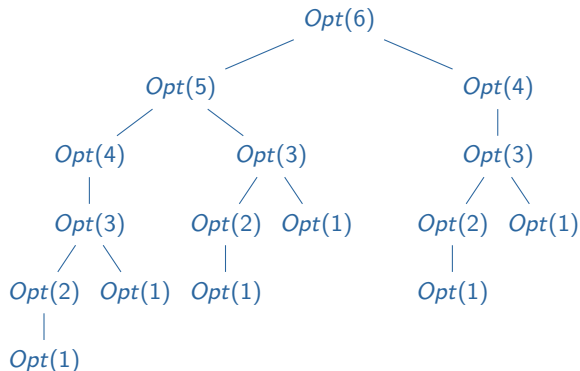 Opt(6)
Opt(5) Opt(4)
Opt(4) Opt(3) Opt(3)
Opt(3) Opt(2) Opt(1) Opt(2) Opt(1)
Opt(2) Opt(1) Opt(1) Opt(1)
Opt(1)